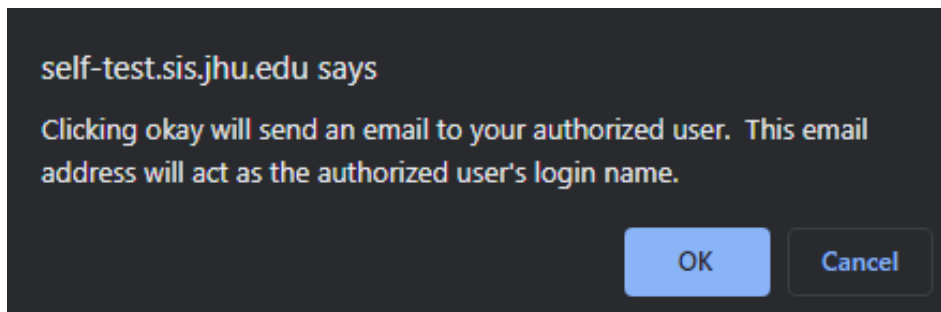 self-test.sis.jhu.edu says
Clicking okay will send an email to your authorized user.  This email
address will act as the authorized user's login name.
OK
Cancel